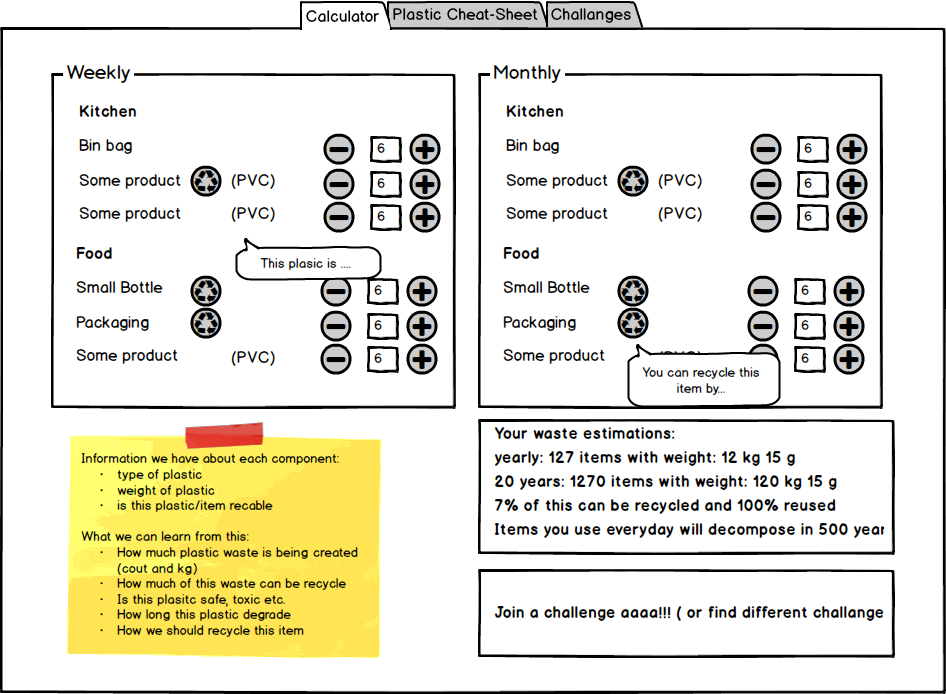 Calculator
Plastic Cheat-Sheet
Challanges
Weekly
Kitchen
Bin bag 6
Some product (PVC) 6
Some product (PVC) 6
This plasic is ....
Food
Small Bottle 6
Packaging 6
Some product (PVC) 6
Monthly
Kitchen
Bin bag 6
Some product (PVC) 6
Some product (PVC) 6
Food
Small Bottle 6
Packaging 6
Some product 6
You can recycle this
item by...
Information we have about each component:
· type of plastic
· weight of plastic
· is this plastic/item recable
What we can learn from this:
· How much plastic waste is being created
(cout and kg)
· How much of this waste can be recycle
· Is this plasitc safe, toxic etc.
· How long this plastic degrade
· How we should recycle this item
Your waste estimations:
yearly: 127 items with weight: 12 kg 15 g
20 years: 1270 items with weight: 120 kg 15 g
7% of this can be recycled and 100% reused
Items you use everyday will decompose in 500 year
Join a challenge aaaa!!! ( or find different challange